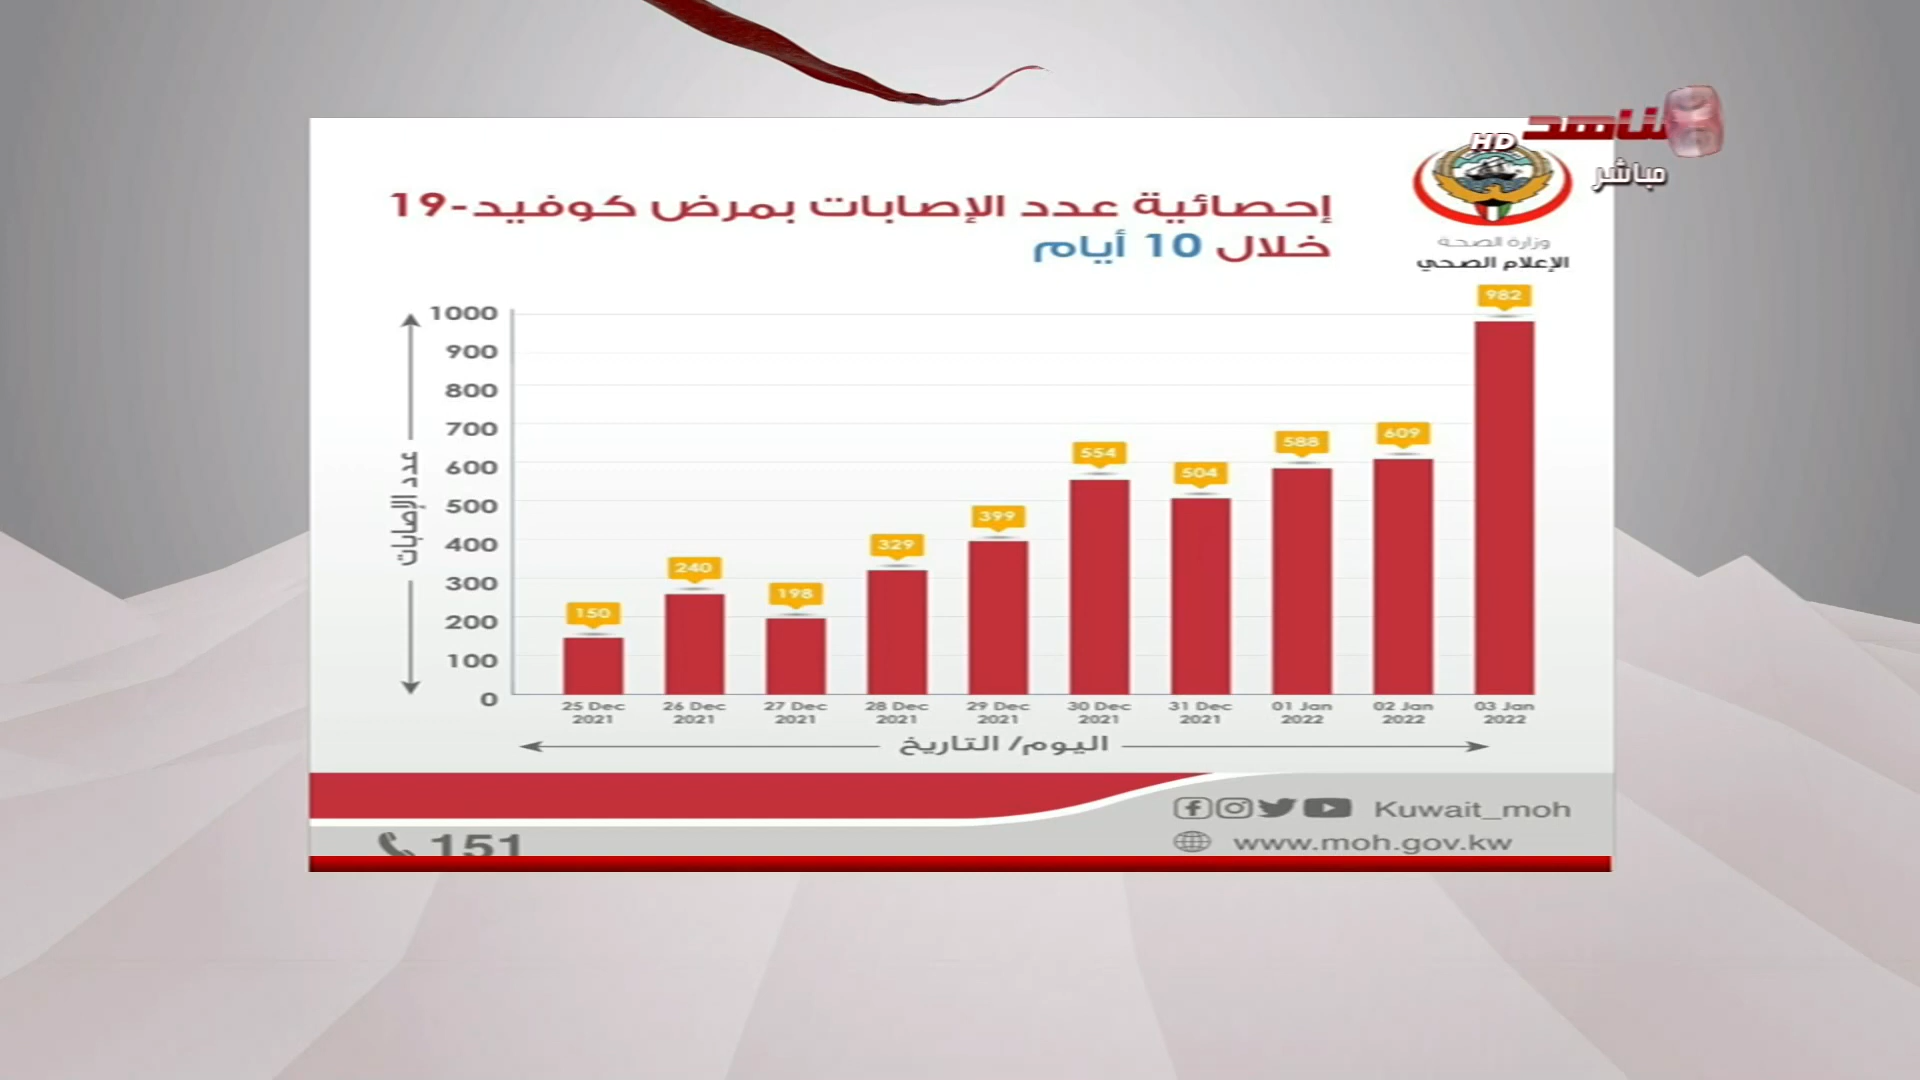 شاهد
HD
مباشر
إحصائية عدد الإصابات بمرض كوفيد-19
خلال 10 أيام
وزارة الصحة
الإعلام الصحي
1000
900
800
700
600
500
400
300
200
100
0
عدد الإصابات
150
240
198
329
399
554
504
588
609
982
25 Dec 2021
26 Dec 2021
27 Dec 2021
28 Dec 2021
29 Dec 2021
30 Dec 2021
31 Dec 2021
01 Jan 2022
02 Jan 2022
03 Jan 2022
اليوم/ التاريخ
Kuwait_moh
www.moh.gov.kw
151